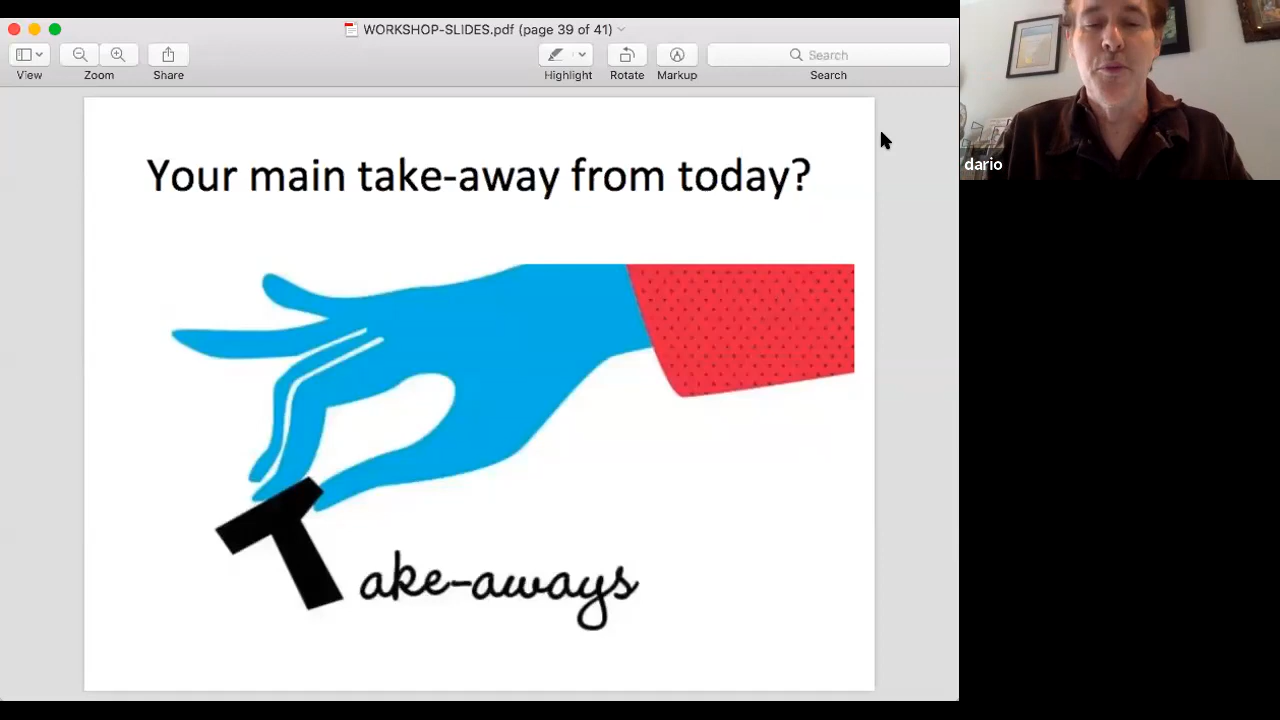 WORKSHOP-SLIDES.pdf (page 39 of 41)
View
Zoom
Share
Highlight
Rotate
Markup
Search
Search
dario
Your main take-away from today?
Take-aways